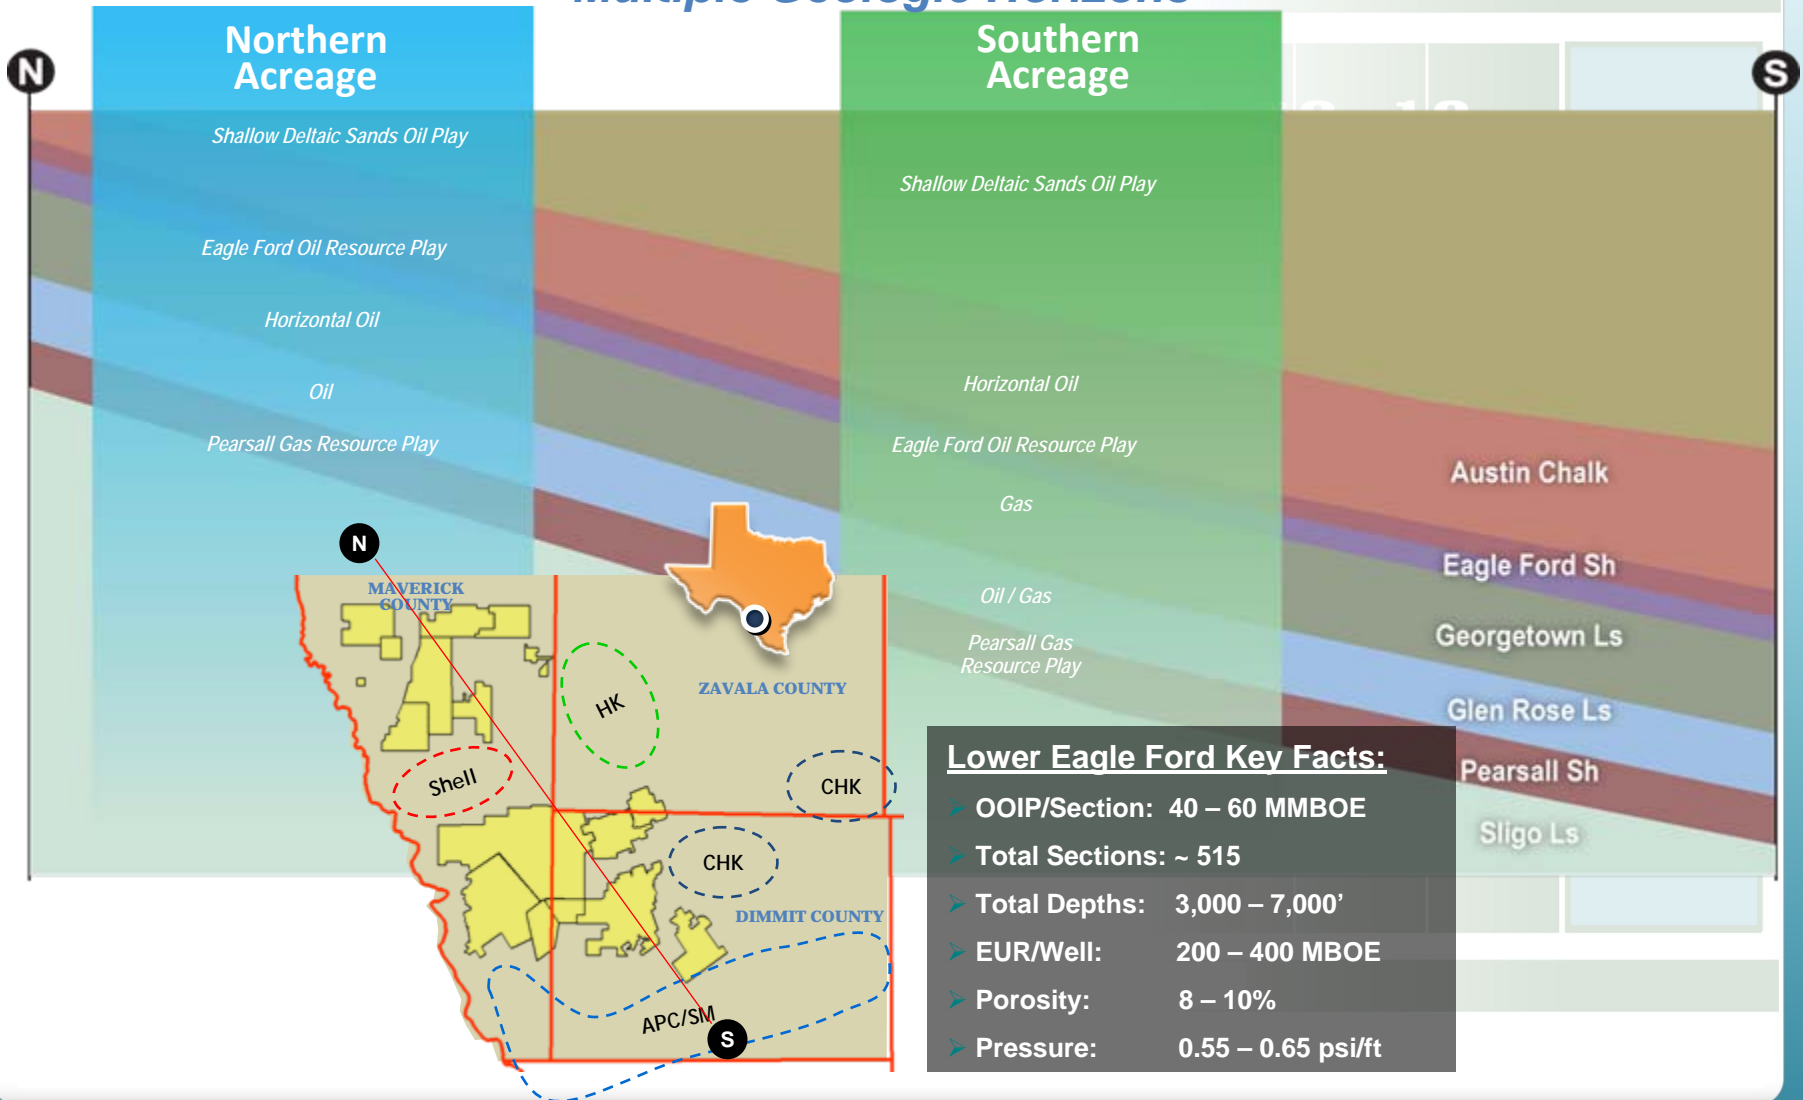 Multiple Geologic Horizons
N
Northern
Acreage
Southern
Acreage
S
Shallow Deltaic Sands Oil Play
Eagle Ford Oil Resource Play
Horizontal Oil
Oil
Pearsall Gas Resource Play
Shallow Deltaic Sands Oil Play
Horizontal Oil
Eagle Ford Oil Resource Play
Gas
Oil / Gas
Pearsall Gas
Resource Play
Austin Chalk
Eagle Ford Sh
Georgetown Ls
Glen Rose Ls
Pearsall Sh
Sligo Ls
N
MAVERICK
COUNTY
HK
ZAVALA COUNTY
Shell
CHK
CHK
DIMMIT COUNTY
APC/SM
S
Lower Eagle Ford Key Facts:
OOIP/Section: 40 – 60 MMBOE
Total Sections: ~ 515
Total Depths: 3,000 – 7,000’
EUR/Well: 200 – 400 MBOE
Porosity: 8 – 10%
Pressure: 0.55 – 0.65 psi/ft